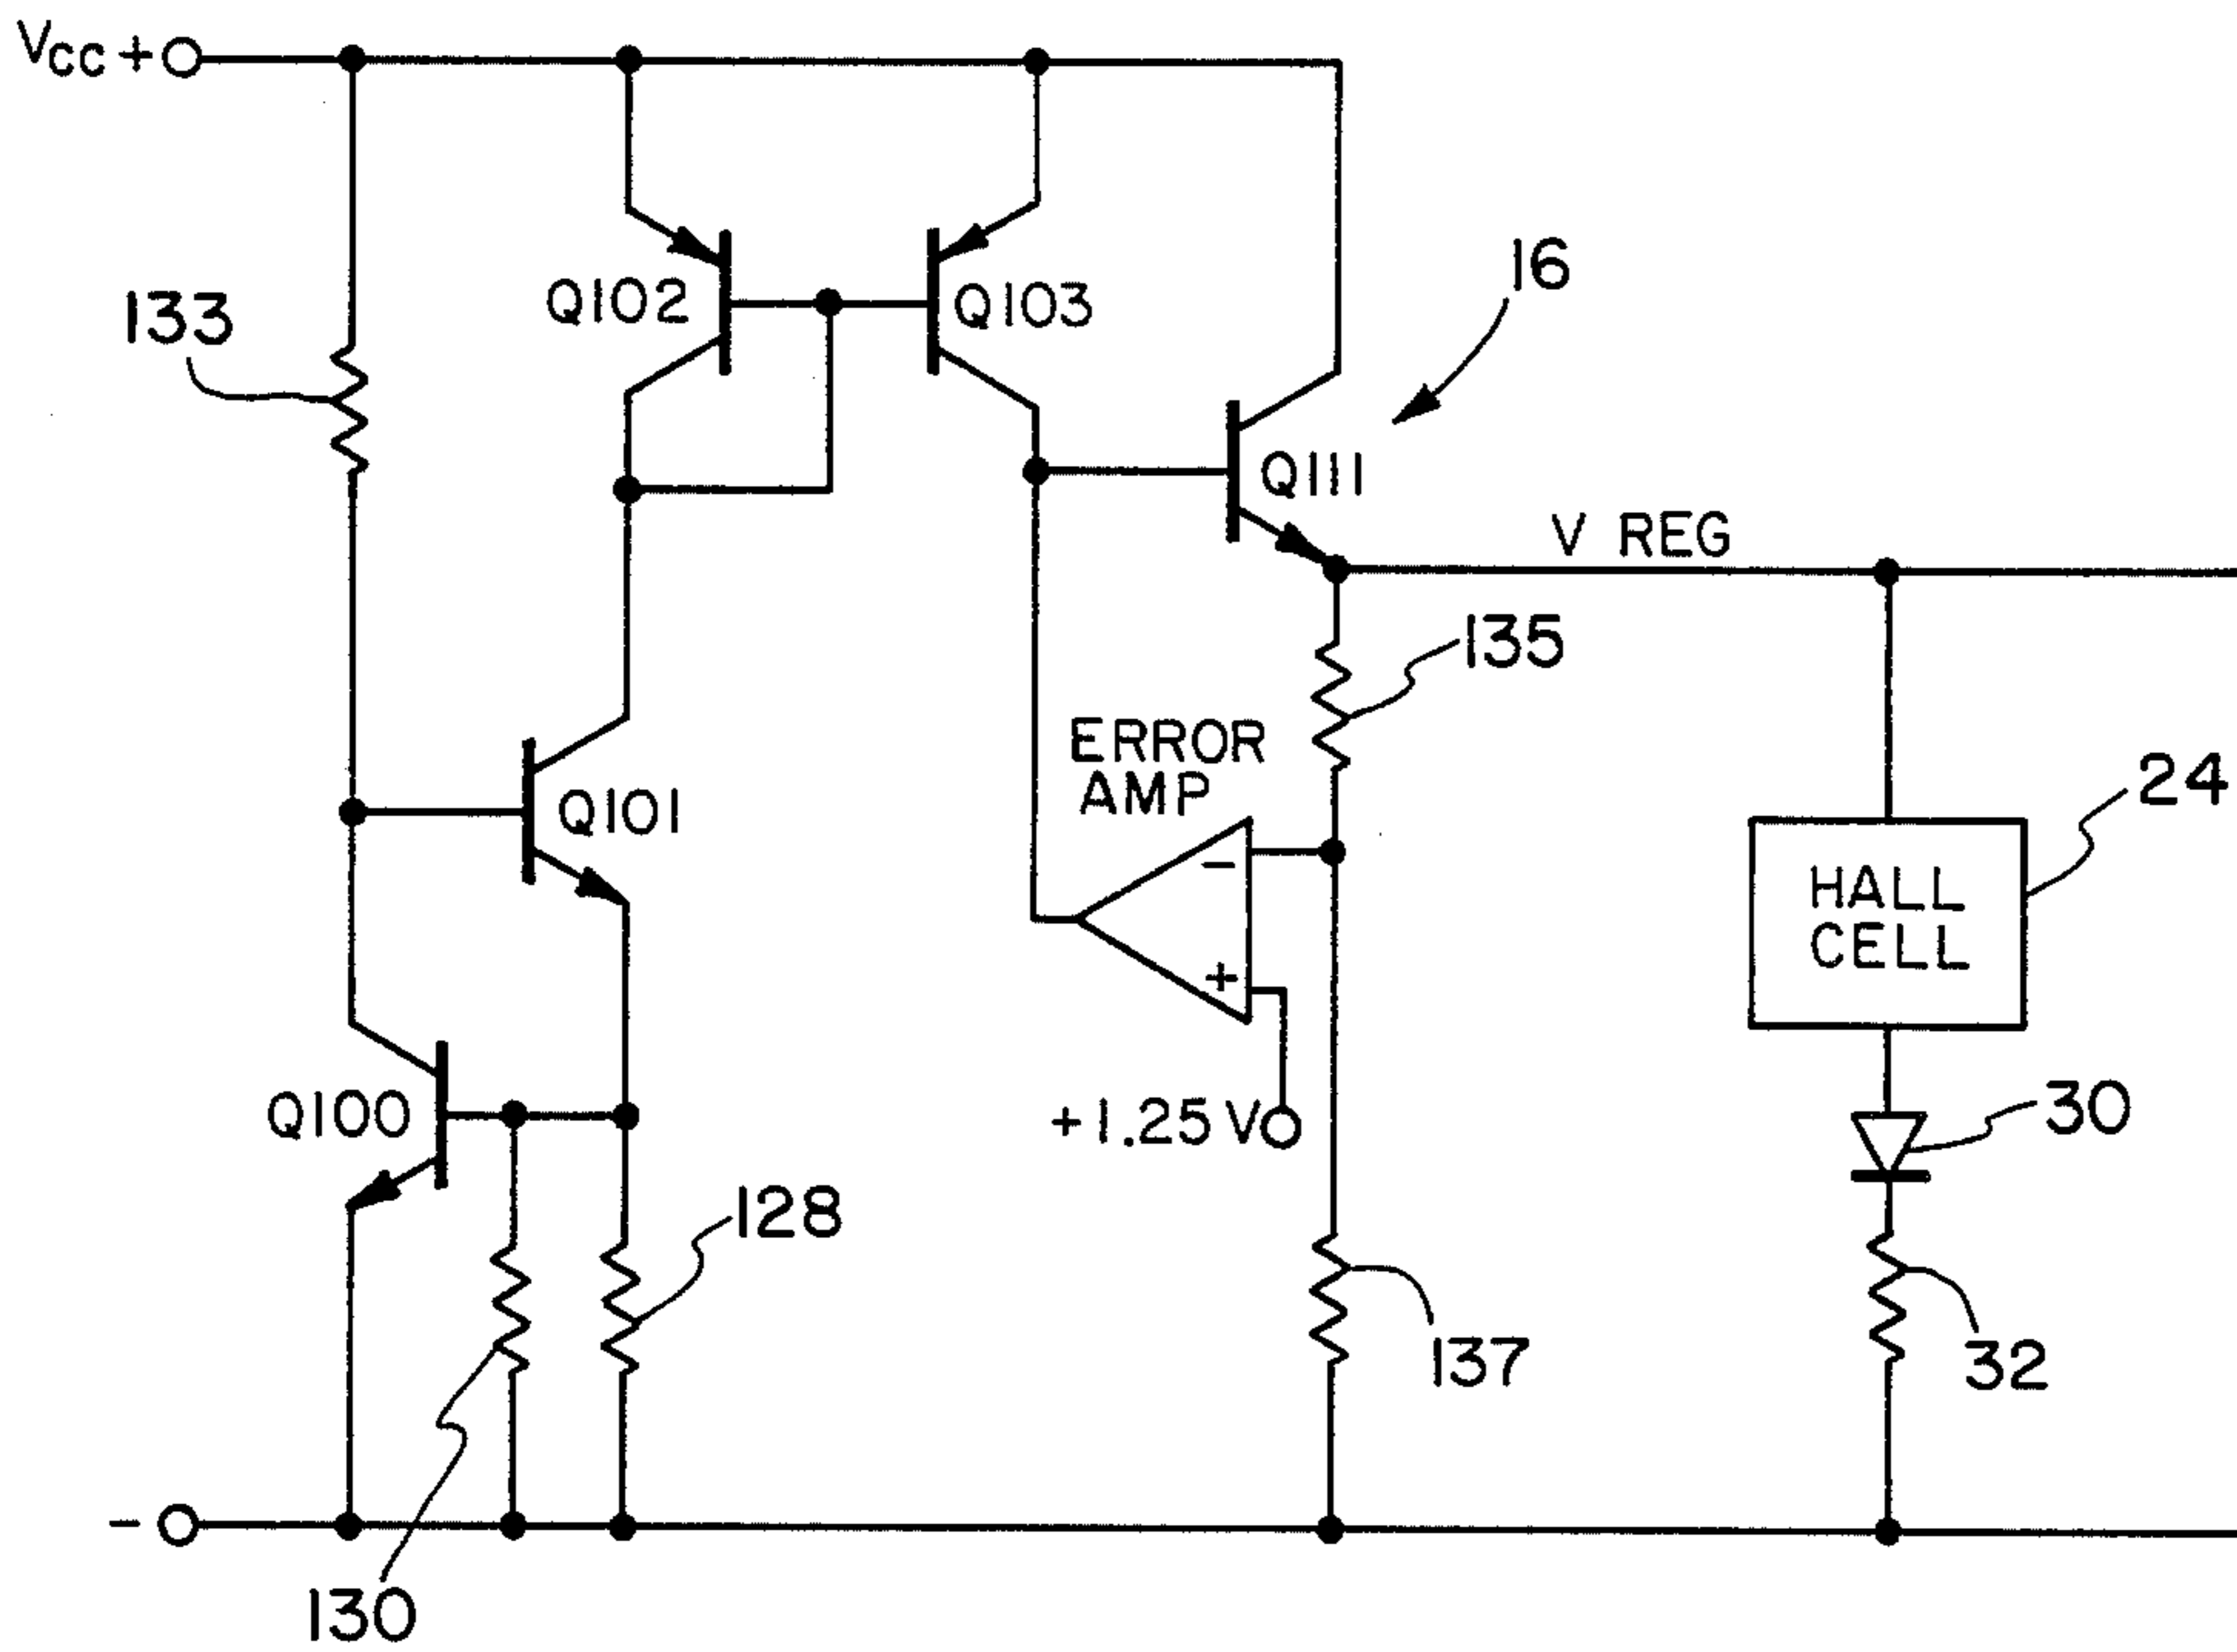 Vcc +
133
Q102
Q103
16
Q111
V REG
135
ERROR
AMP
24
Q101
−
HALL
CELL
+
Q100
+1.25 V
30
128
137
32
-
130